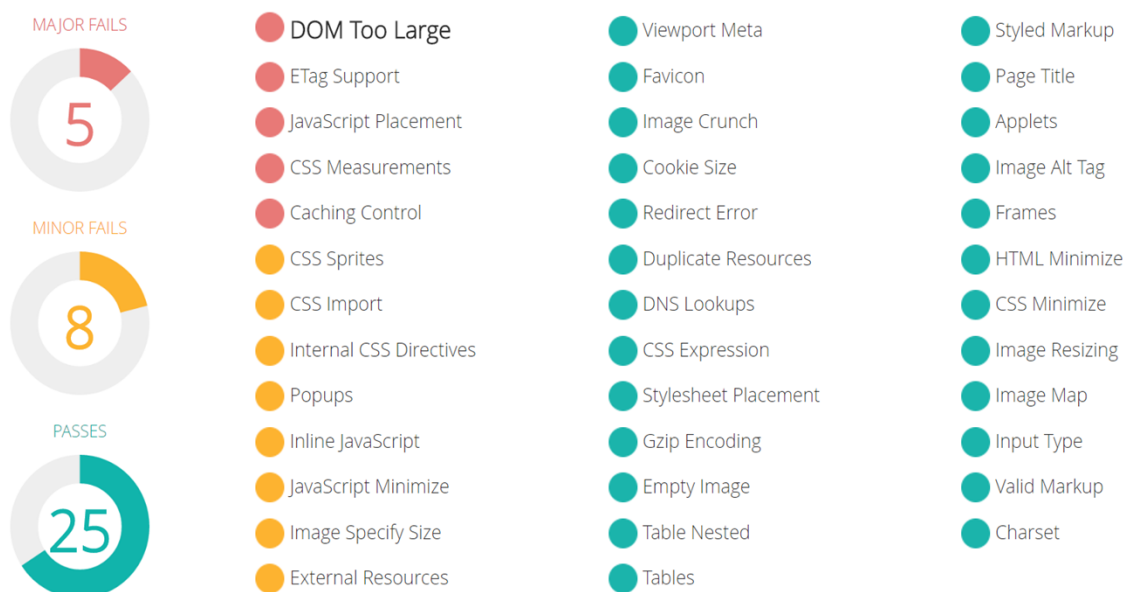 MAJOR FAILS
5
MINOR FAILS
8
PASSES
25
DOM Too Large
ETag Support
JavaScript Placement
CSS Measurements
Caching Control
CSS Sprites
CSS Import
Internal CSS Directives
Popups
Inline JavaScript
JavaScript Minimize
Image Specify Size
External Resources
Viewport Meta
Favicon
Image Crunch
Cookie Size
Redirect Error
Duplicate Resources
DNS Lookups
CSS Expression
Stylesheet Placement
Gzip Encoding
Empty Image
Table Nested
Tables
Styled Markup
Page Title
Applets
Image Alt Tag
Frames
HTML Minimize
CSS Minimize
Image Resizing
Image Map
Input Type
Valid Markup
Charset